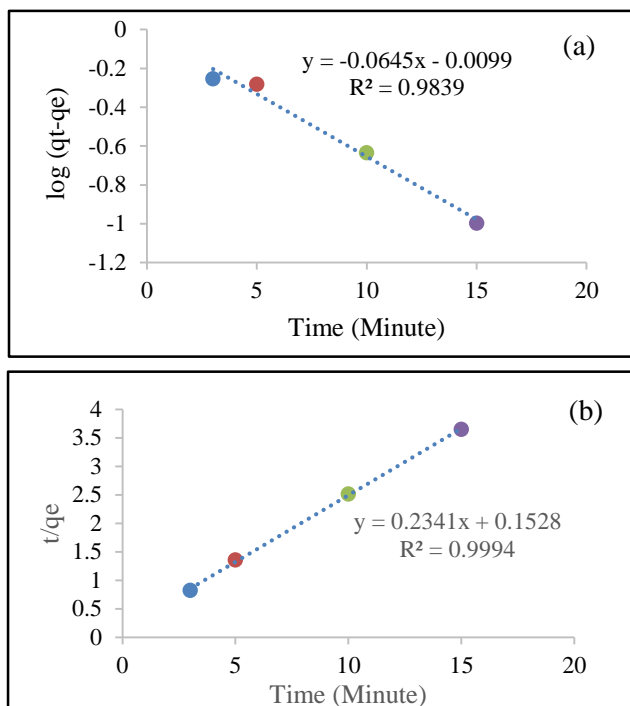 (a)
y = -0.0645x - 0.0099
R² = 0.9839
0
-0.2
-0.4
-0.6
-0.8
-1
-1.2
log (qt-qe)
0
5
10
15
20
Time (Minute)
(b)
4
3.5
3
2.5
2
1.5
1
0.5
0
t/qe
y = 0.2341x + 0.1528
R² = 0.9994
0
5
10
15
20
Time (Minute)